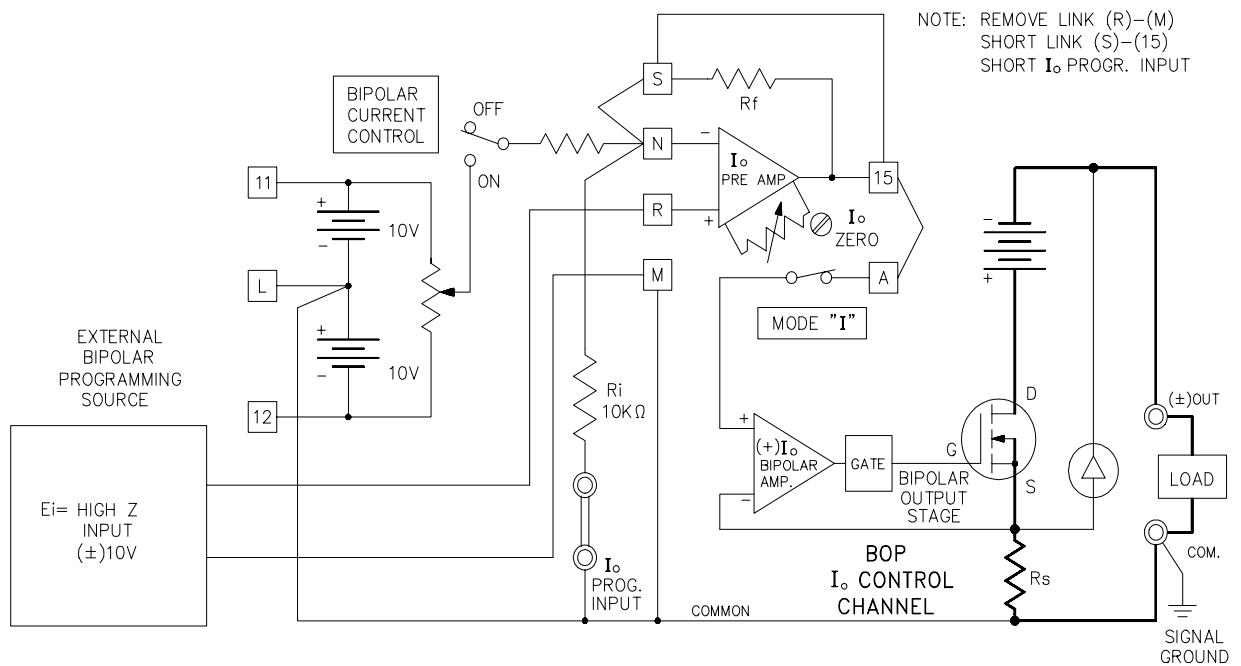 NOTE: REMOVE LINK (R)-(M)
SHORT LINK (S)-(15)
SHORT Io PROGR. INPUT
BIPOLAR
CURRENT
CONTROL
OFF
ON
S
Rf
N
-
Io
PRE AMP
+
15
R
Io
ZERO
M
A
MODE "I"
11
+
-
10V
L
+
-
10V
12
EXTERNAL
BIPOLAR
PROGRAMMING
SOURCE
Ei= HIGH Z
INPUT
(±)10V
Ri
10KΩ
Io
PROG.
INPUT
+
(+)Io
BIPOLAR
AMP.
-
GATE
G
D
S
BIPOLAR
OUTPUT
STAGE
-
+
(±)OUT
LOAD
COM.
BOP
Io CONTROL
CHANNEL
Rs
COMMON
SIGNAL
GROUND